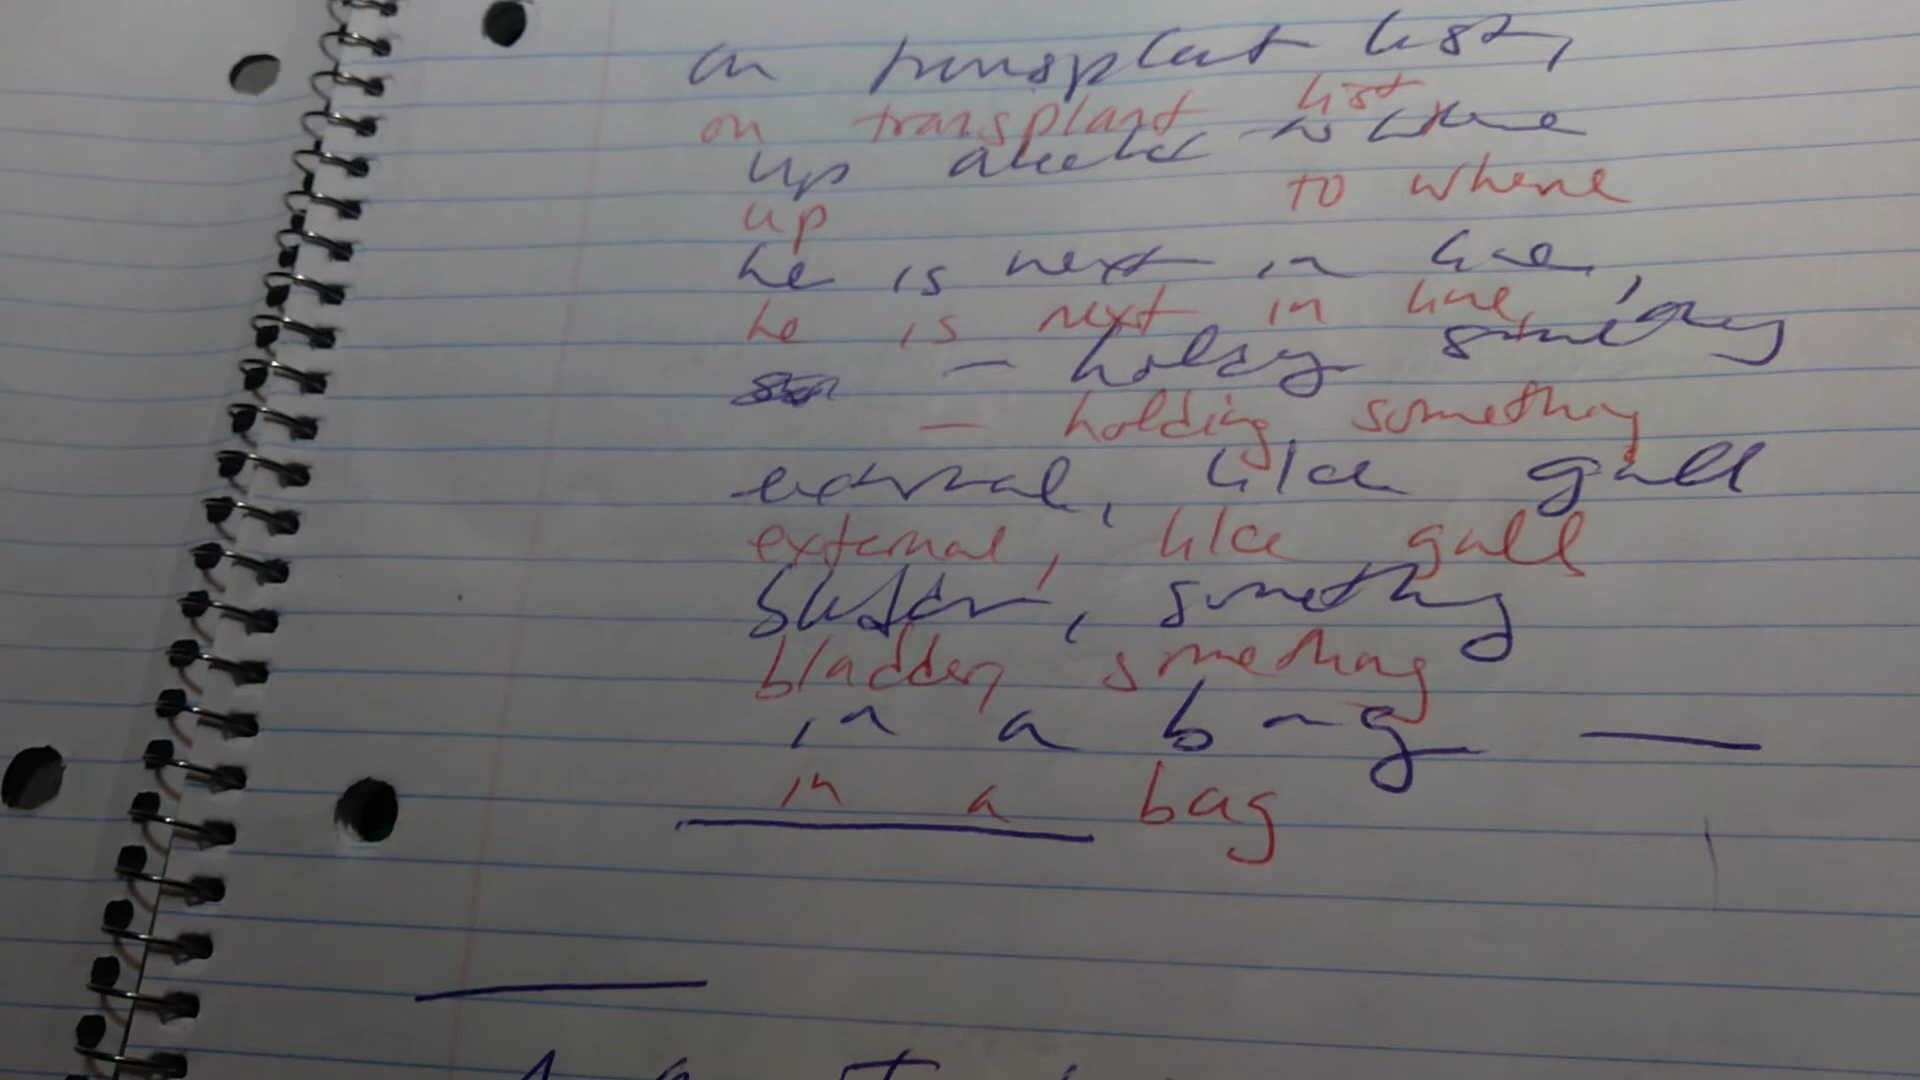 on transplant list,
on transplant list,
up to where
up to where
he is next in line,
he is next in line,
— holding something
— holding something
external, like gall
external, like gall
bladder, something
bladder, something
in a bag —
in a bag